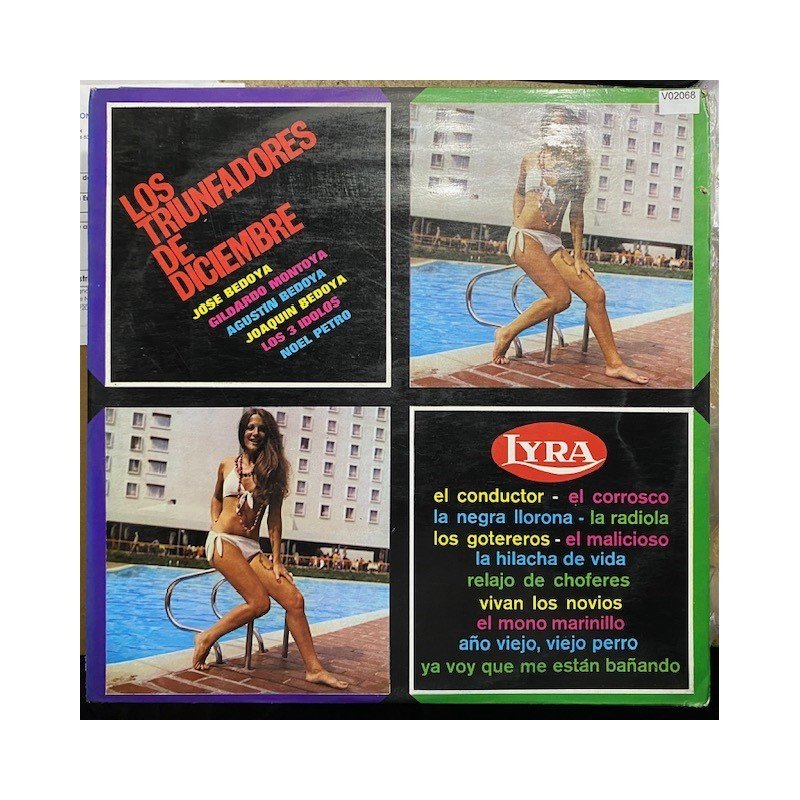 V02068
LOS
TRIUNFADORES
DE
DICIEMBRE
JOSE BEDOYA
GILDARDO MONTOYA
AGUSTIN BEDOYA
JOAQUIN BEDOYA
LOS 3 IDOLOS
NOEL PETRO
LYRA
el conductor - el corrosco
la negra llorona - la radiola
los gotereros - el malicioso
la hilacha de vida
relajo de choferes
vivan los novios
el mono marinillo
año viejo, viejo perro
ya voy que me están bañando